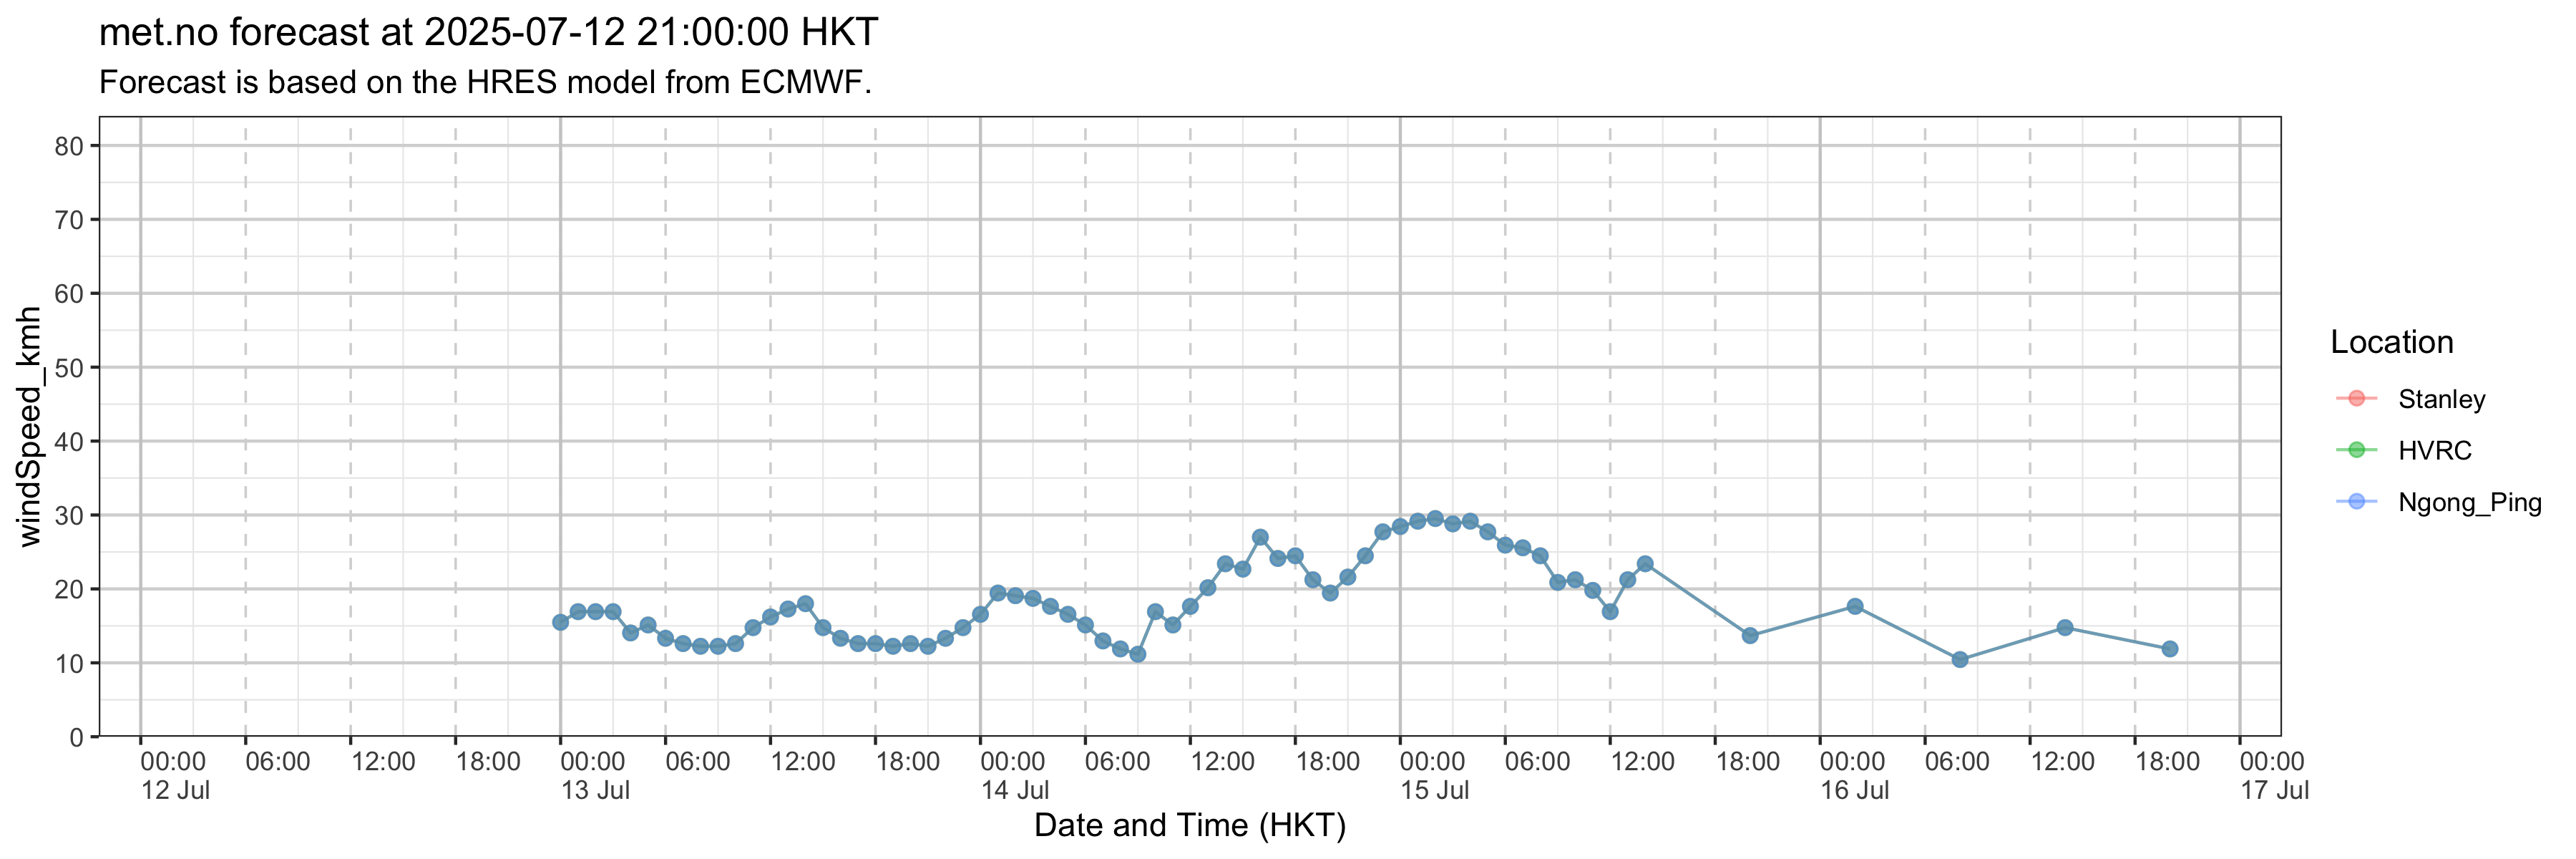 met.no forecast at 2025-07-12 21:00:00 HKT
Forecast is based on the HRES model from ECMWF.
windSpeed_kmh
80
70
60
50
40
30
20
10
0
00:00 06:00 12:00 18:00 00:00 06:00 12:00 18:00 00:00 06:00 12:00 18:00 00:00 06:00 12:00 18:00 00:00 06:00 12:00 18:00 00:00
12 Jul 13 Jul 14 Jul 15 Jul 16 Jul 17 Jul
Date and Time (HKT)
Location
Stanley
HVRC
Ngong_Ping